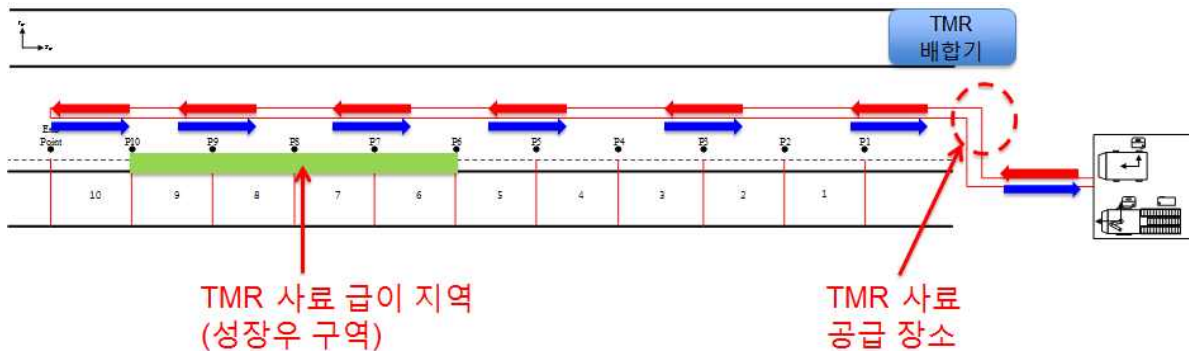 TMR
배합기
End
Point
P10
P9
P8
P7
P6
P5
P4
P3
P2
P1
10
9
8
7
6
5
4
3
2
1
TMR 사료 급이 지역
(성장우 구역)
TMR 사료
공급 장소